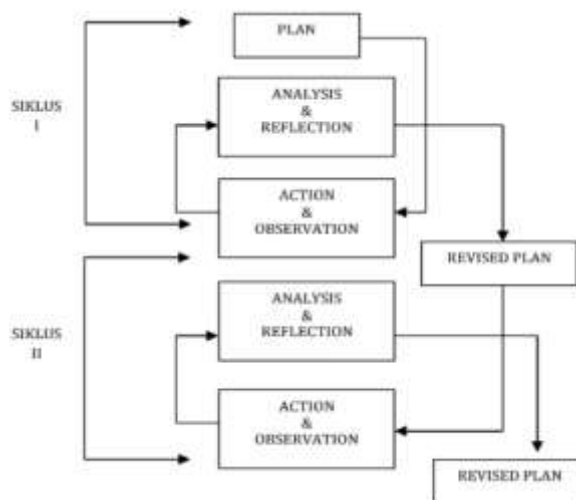 PLAN
SIKLUS
I
ANALYSIS
&
REFLECTION
ACTION
&
OBSERVATION
REVISED PLAN
SIKLUS
II
ANALYSIS
&
REFLECTION
ACTION
&
OBSERVATION
REVISED PLAN